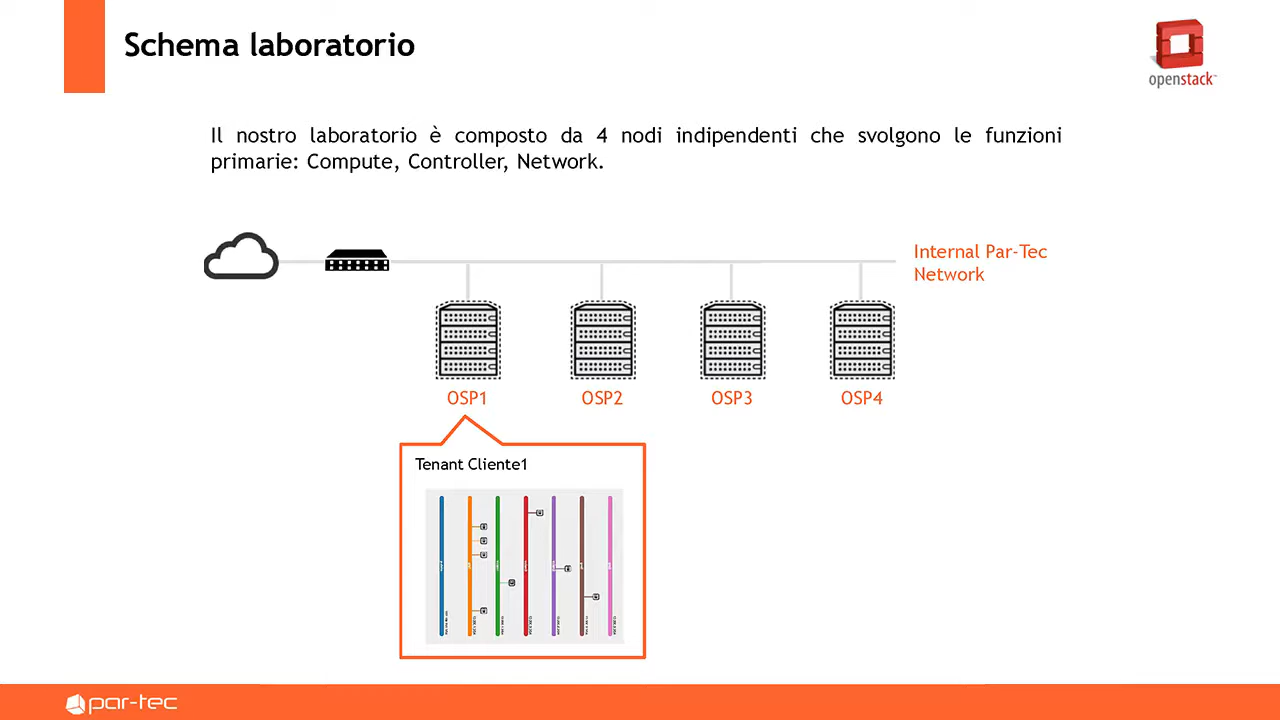 Schema laboratorio
openstack™
Il nostro laboratorio è composto da 4 nodi indipendenti che svolgono le funzioni
primarie: Compute, Controller, Network.
Internal Par-Tec
Network
OSP1
OSP2
OSP3
OSP4
Tenant Cliente1
par-tec